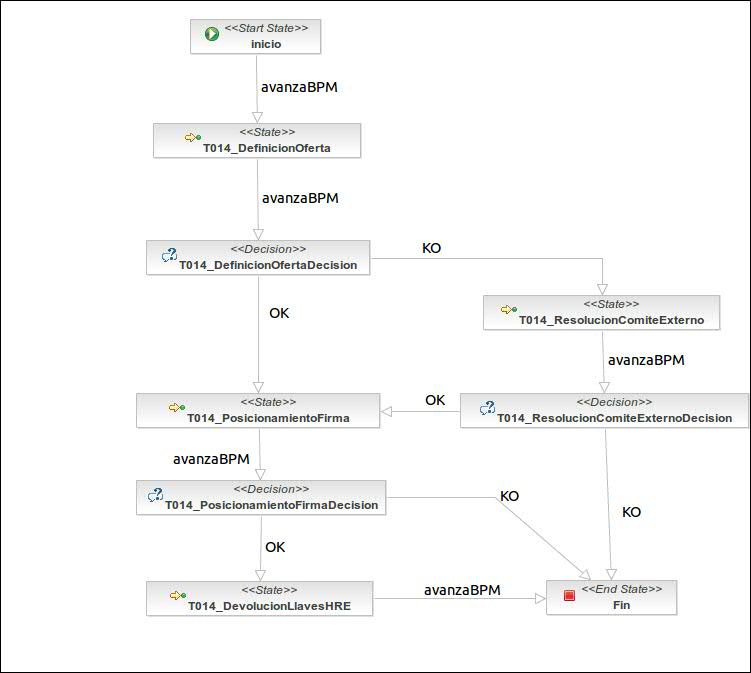 <<Start State>>
inicio
avanzaBPM
<<State>>
T014_DefinicionOferta
avanzaBPM
<<Decision>>
T014_DefinicionOfertaDecision
KO
OK
<<State>>
T014_ResolucionComiteExterno
avanzaBPM
<<State>>
T014_PosicionamientoFirma
OK
<<Decision>>
T014_ResolucionComiteExternoDecision
avanzaBPM
<<Decision>>
T014_PosicionamientoFirmaDecision
KO
KO
OK
<<State>>
T014_DevolucionLlavesHRE
avanzaBPM
<<End State>>
Fin